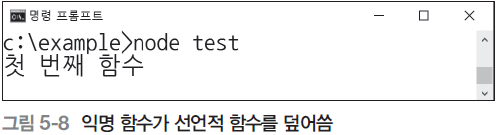 명령 프롬프트
c:\example>node test
첫 번째 함수
그림 5-8 익명 함수가 선언적 함수를 덮어씀